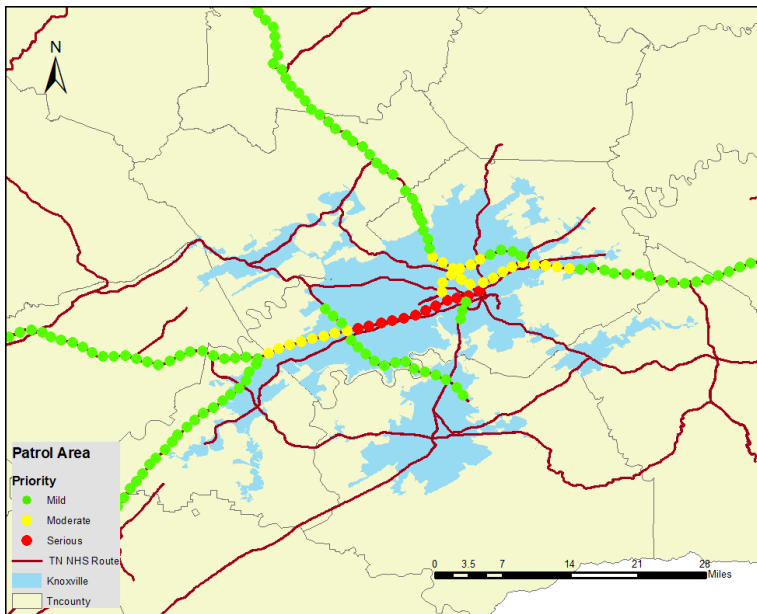 N
Patrol Area
Priority
Mild
Moderate
Serious
TN NHS Route
Knoxville
Tncounty
0 3.5 7 14 21 28
Miles